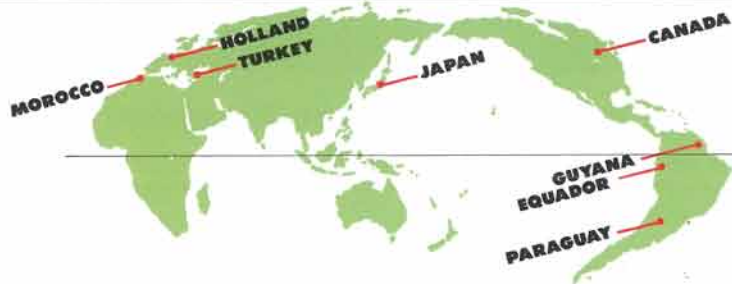 HOLLAND
TURKEY
MOROCCO
JAPAN
CANADA
GUYANA
EQUADOR
PARAGUAY